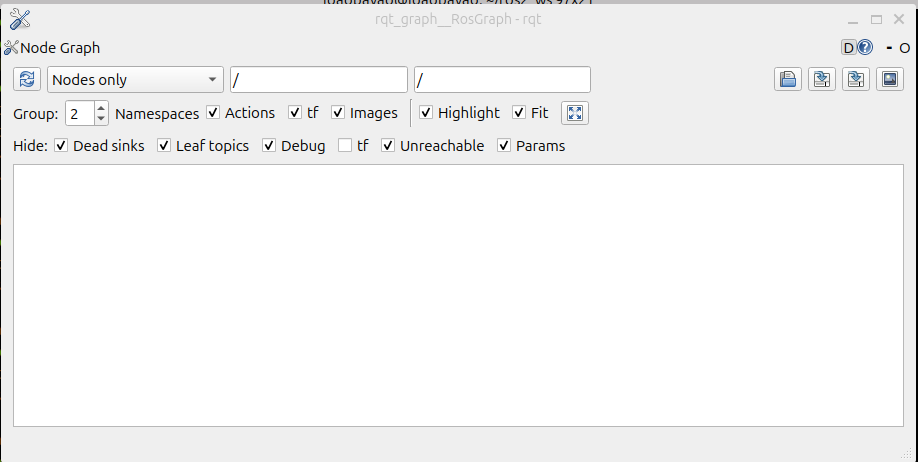 rqt_graph__RosGraph - rqt
Node Graph D ? - O
Nodes only / /
Group: 2 Namespaces Actions tf Images Highlight Fit
Hide: Dead sinks Leaf topics Debug tf Unreachable Params